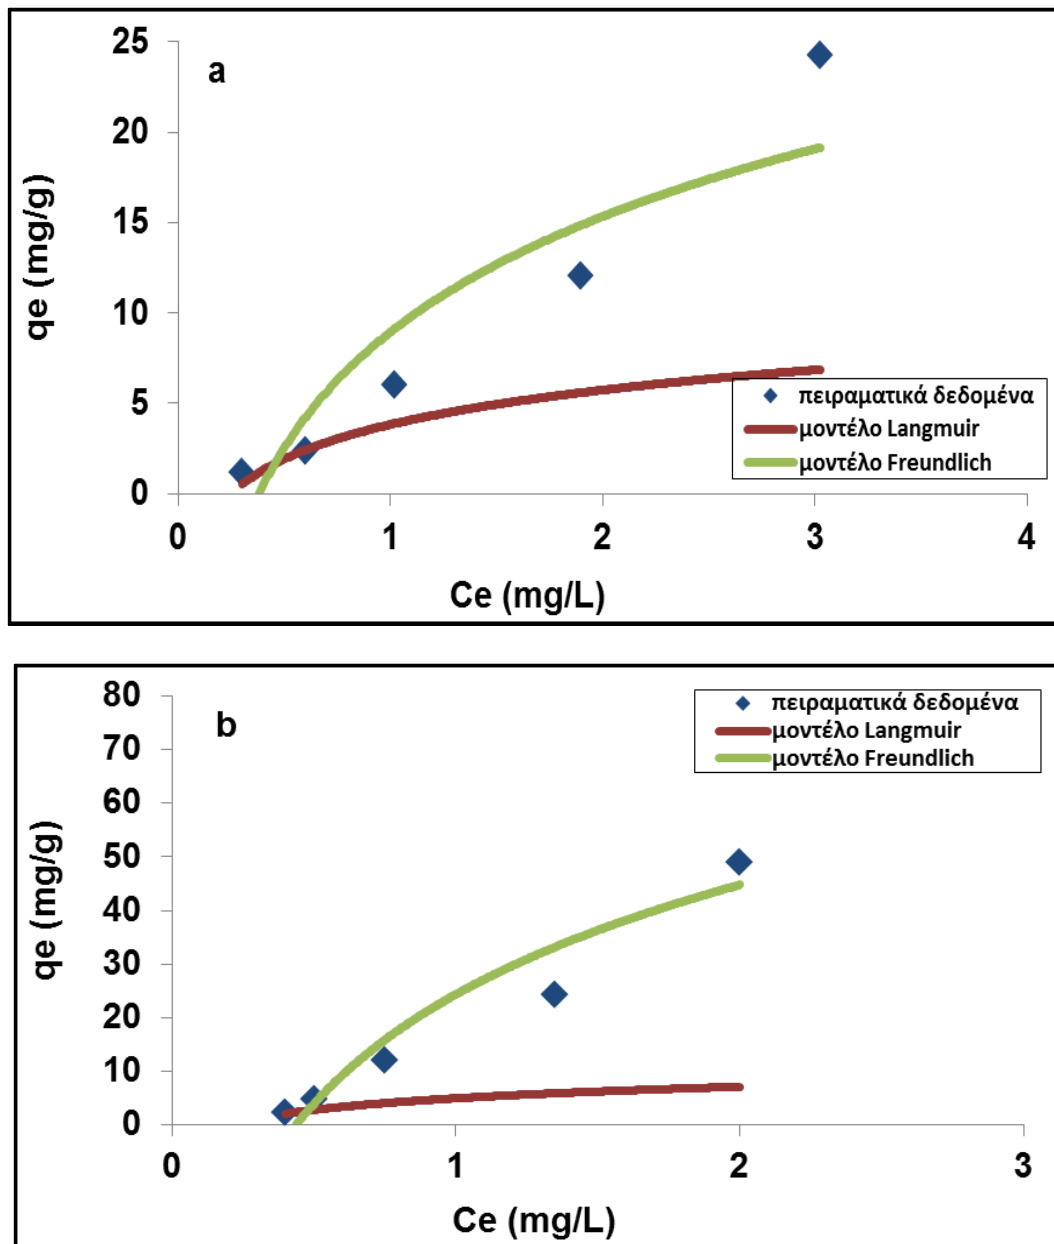 a
qe (mg/g)
25
20
15
10
5
0
0 1 2 3 4
Ce (mg/L)
πειραματικά δεδομένα
μοντέλο Langmuir
μοντέλο Freundlich
b
qe (mg/g)
80
70
60
50
40
30
20
10
0
0 1 2 3
Ce (mg/L)
πειραματικά δεδομένα
μοντέλο Langmuir
μοντέλο Freundlich